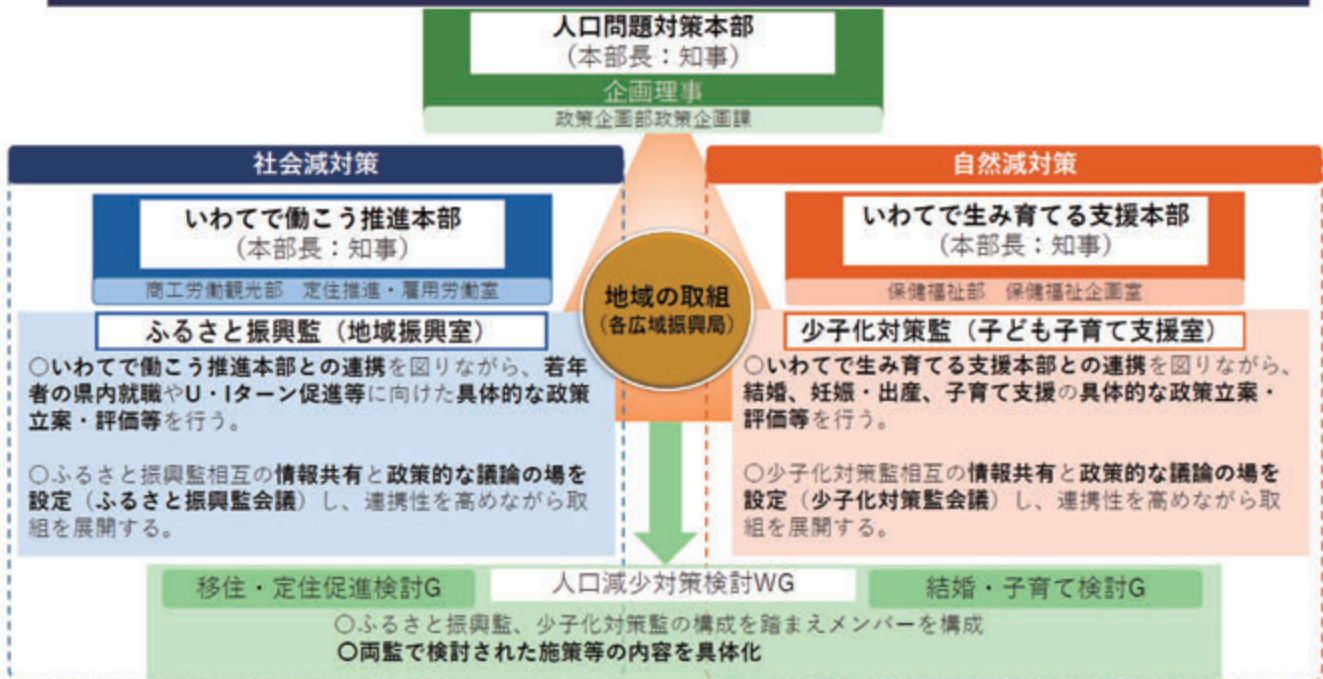 人口問題対策本部
（本部長：知事）
企画理事
政策企画部政策企画課
社会減対策
いわてで働こう推進本部
（本部長：知事）
商工労働観光部　定住推進・雇用労働室
ふるさと振興監（地域振興室）
○いわてで働こう推進本部との連携を図りながら、若年
者の県内就職やU・Iターン促進等に向けた具体的な政策
立案・評価等を行う。
○ふるさと振興監相互の情報共有と政策的な議論の場を
設定（ふるさと振興監会議）し、連携性を高めながら取
組を展開する。
地域の取組
（各広域振興局）
自然減対策
いわてで生み育てる支援本部
（本部長：知事）
保健福祉部　保健福祉企画室
少子化対策監（子ども子育て支援室）
○いわてで生み育てる支援本部との連携を図りながら、
結婚、妊娠・出産、子育て支援の具体的な政策立案・
評価等を行う。
○少子化対策監相互の情報共有と政策的な議論の場を
設定（少子化対策監会議）し、連携性を高めながら取
組を展開する。
移住・定住促進検討G
人口減少対策検討WG
結婚・子育て検討G
○ふるさと振興監、少子化対策監の構成を踏まえメンバーを構成
○両監で検討された施策等の内容を具体化